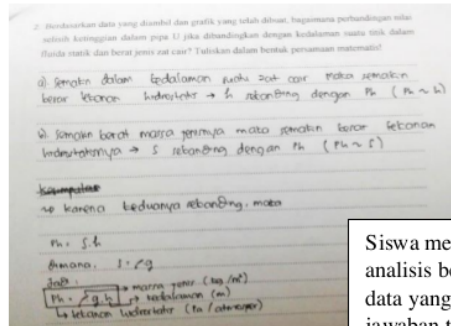 2. Berdasarkan data yang diambil dan grafik yang telah dibuat, bagaimana perbandingan nilai
selisih ketinggian dalam pipa U jika dibandingkan dengan kedalaman suatu titik dalam
fluida statik dan berat jenis zat cair? Tuliskan dalam bentuk persamaan matematis!
a). Semakin dalam kedalaman suatu zat cair maka semakin
besar tekanan hidrostatis → h sebanding dengan Ph ( Ph ~ h)
b). Semakin berat massa jenisnya maka semakin besar tekanan
hidrostatisnya → S sebanding dengan Ph ( Ph ~ S )
→ karena keduanya sebanding, maka
Ph = S.h
dimana, S = ρg
Jadi :
Ph = ρ g h → massa jenis (kg/m³)
→ kedalaman (m)
↳ tekanan hidrostatis (Pa /
Siswa me
analisis be
data yang
jawaban t